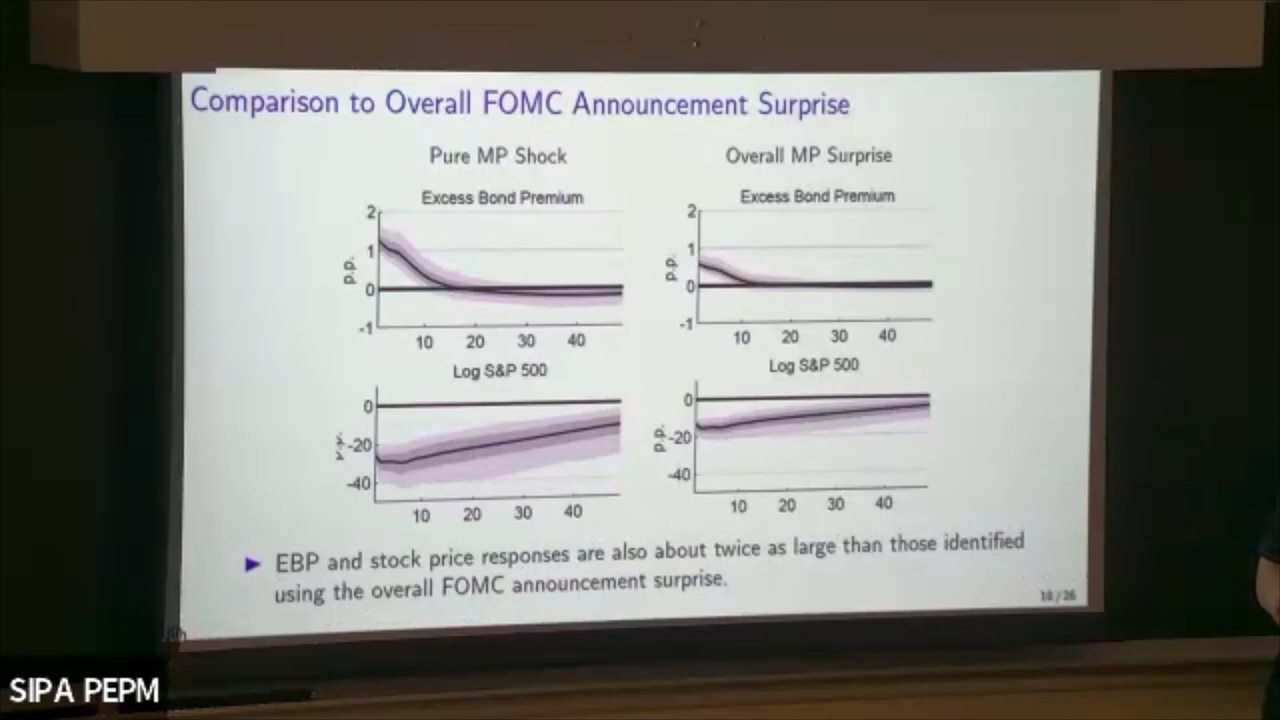 Comparison to Overall FOMC Announcement Surprise
Pure MP Shock
Overall MP Surprise
Excess Bond Premium
2
1
0
-1
p.p.
10 20 30 40
Excess Bond Premium
2
1
0
-1
p.p.
10 20 30 40
Log S&P 500
0
-20
-40
10 20 30 40
Log S&P 500
0
-20
-40
p.p.
10 20 30 40
► EBP and stock price responses are also about twice as large than those identified
using the overall FOMC announcement surprise.
18/26
SIPA PEPM